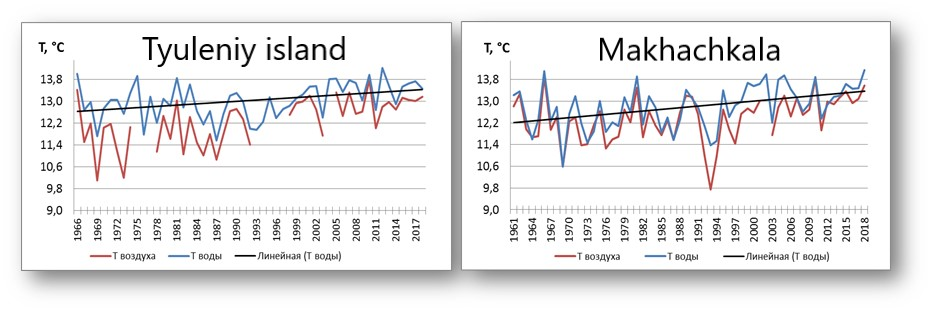 T, °C
Tyuleniy island
13,8
13,0
12,2
11,4
10,6
9,8
9,0
1966 1969 1972 1975 1978 1981 1984 1987 1990 1993 1996 1999 2002 2005 2008 2011 2014 2017
Т воздуха Т воды Линейная (Т воды)
T, °C
Makhachkala
13,8
13,0
12,2
11,4
10,6
9,8
9,0
1961 1964 1967 1970 1973 1976 1979 1982 1985 1988 1991 1994 1997 2000 2003 2006 2009 2012 2015 2018
Т воздуха Т воды Линейная (Т воды)